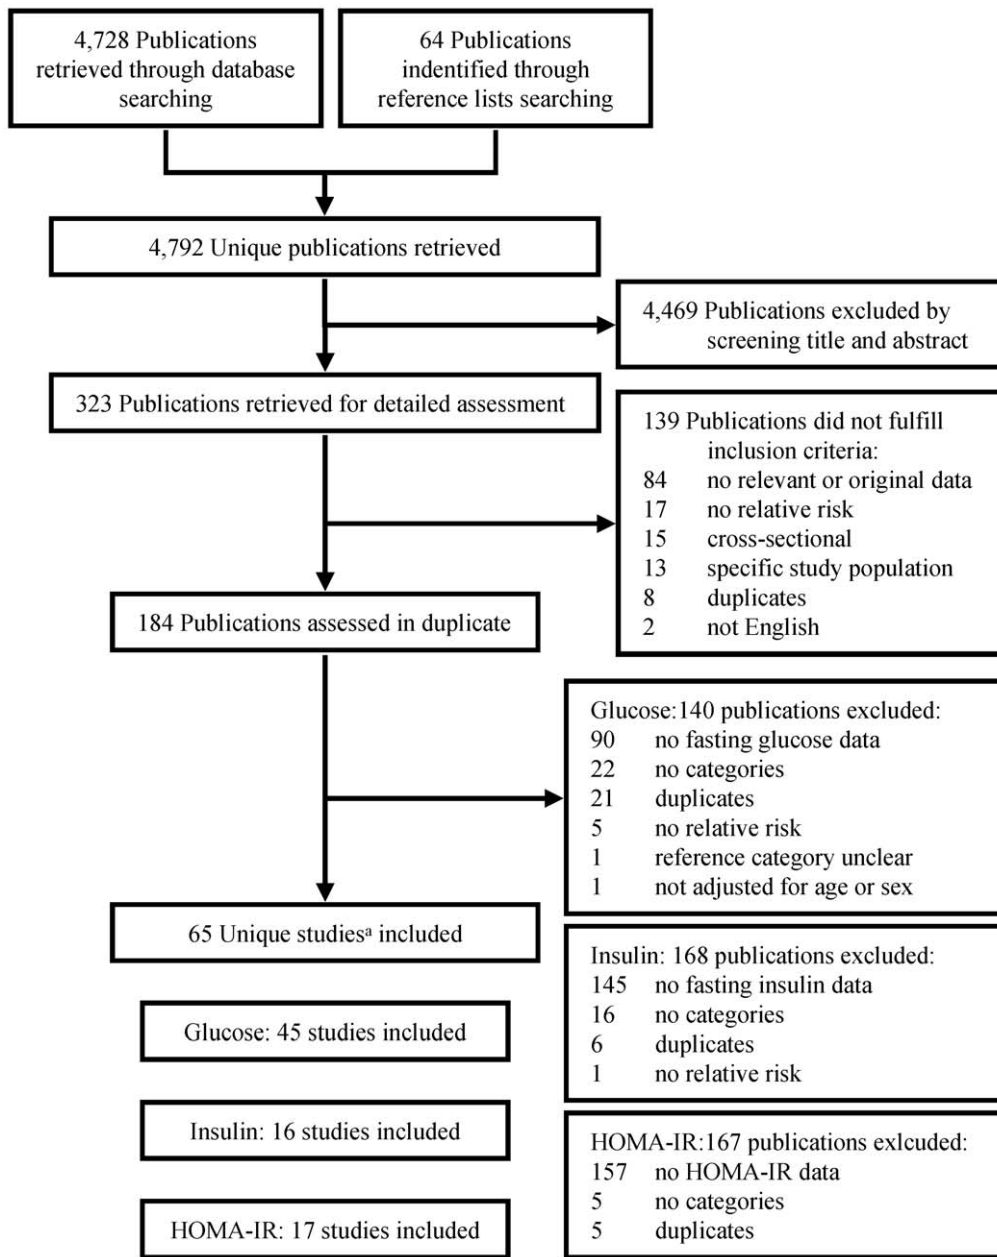 4,728 Publications
retrieved through database
searching
64 Publications
indentified through
reference lists searching
4,792 Unique publications retrieved
4,469 Publications excluded by
screening title and abstract
323 Publications retrieved for detailed assessment
139 Publications did not fulfill
inclusion criteria:
84 no relevant or original data
17 no relative risk
15 cross-sectional
13 specific study population
8 duplicates
2 not English
184 Publications assessed in duplicate
Glucose:140 publications excluded:
90 no fasting glucose data
22 no categories
21 duplicates
5 no relative risk
1 reference category unclear
1 not adjusted for age or sex
65 Unique studiesᵃ included
Insulin: 168 publications excluded:
145 no fasting insulin data
16 no categories
6 duplicates
1 no relative risk
Glucose: 45 studies included
Insulin: 16 studies included
HOMA-IR:167 publications exlcuded:
157 no HOMA-IR data
5 no categories
5 duplicates
HOMA-IR: 17 studies included